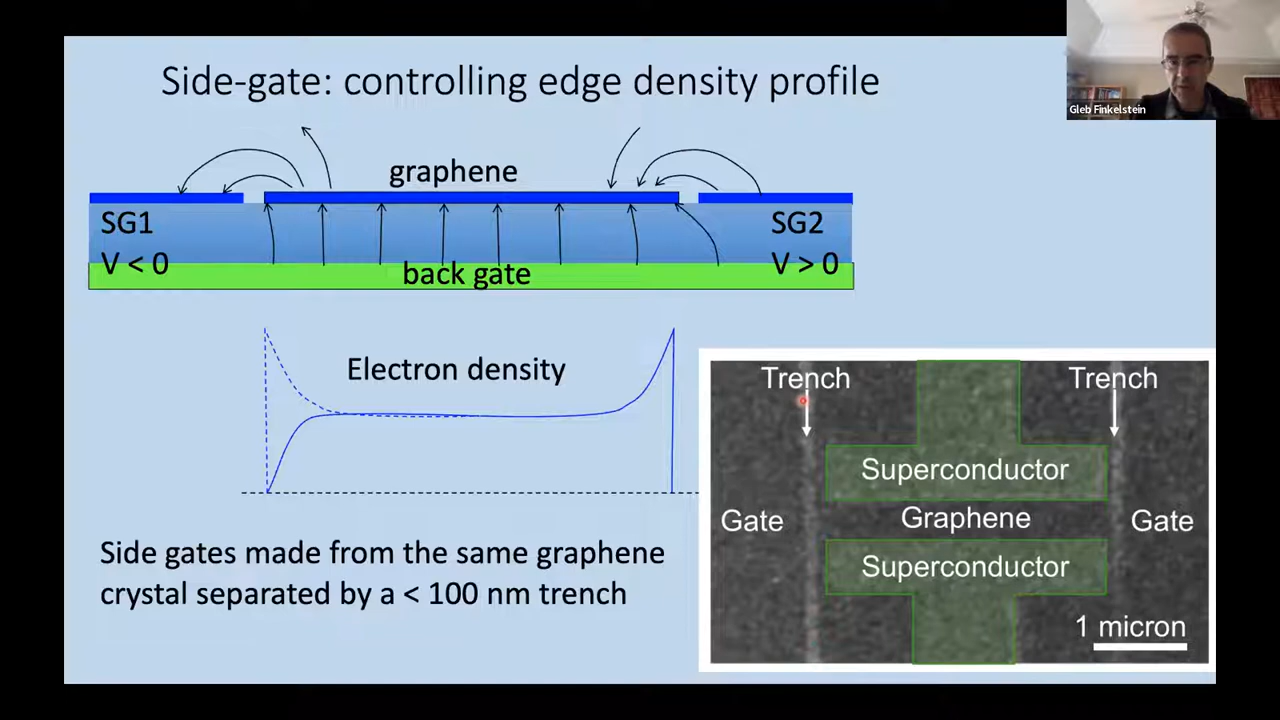 Side-gate: controlling edge density profile
Gleb Finkelstein
graphene
SG1
V < 0
SG2
V > 0
back gate
Electron density
Side gates made from the same graphene
crystal separated by a < 100 nm trench
Trench
Trench
Superconductor
Gate
Graphene
Gate
Superconductor
1 micron